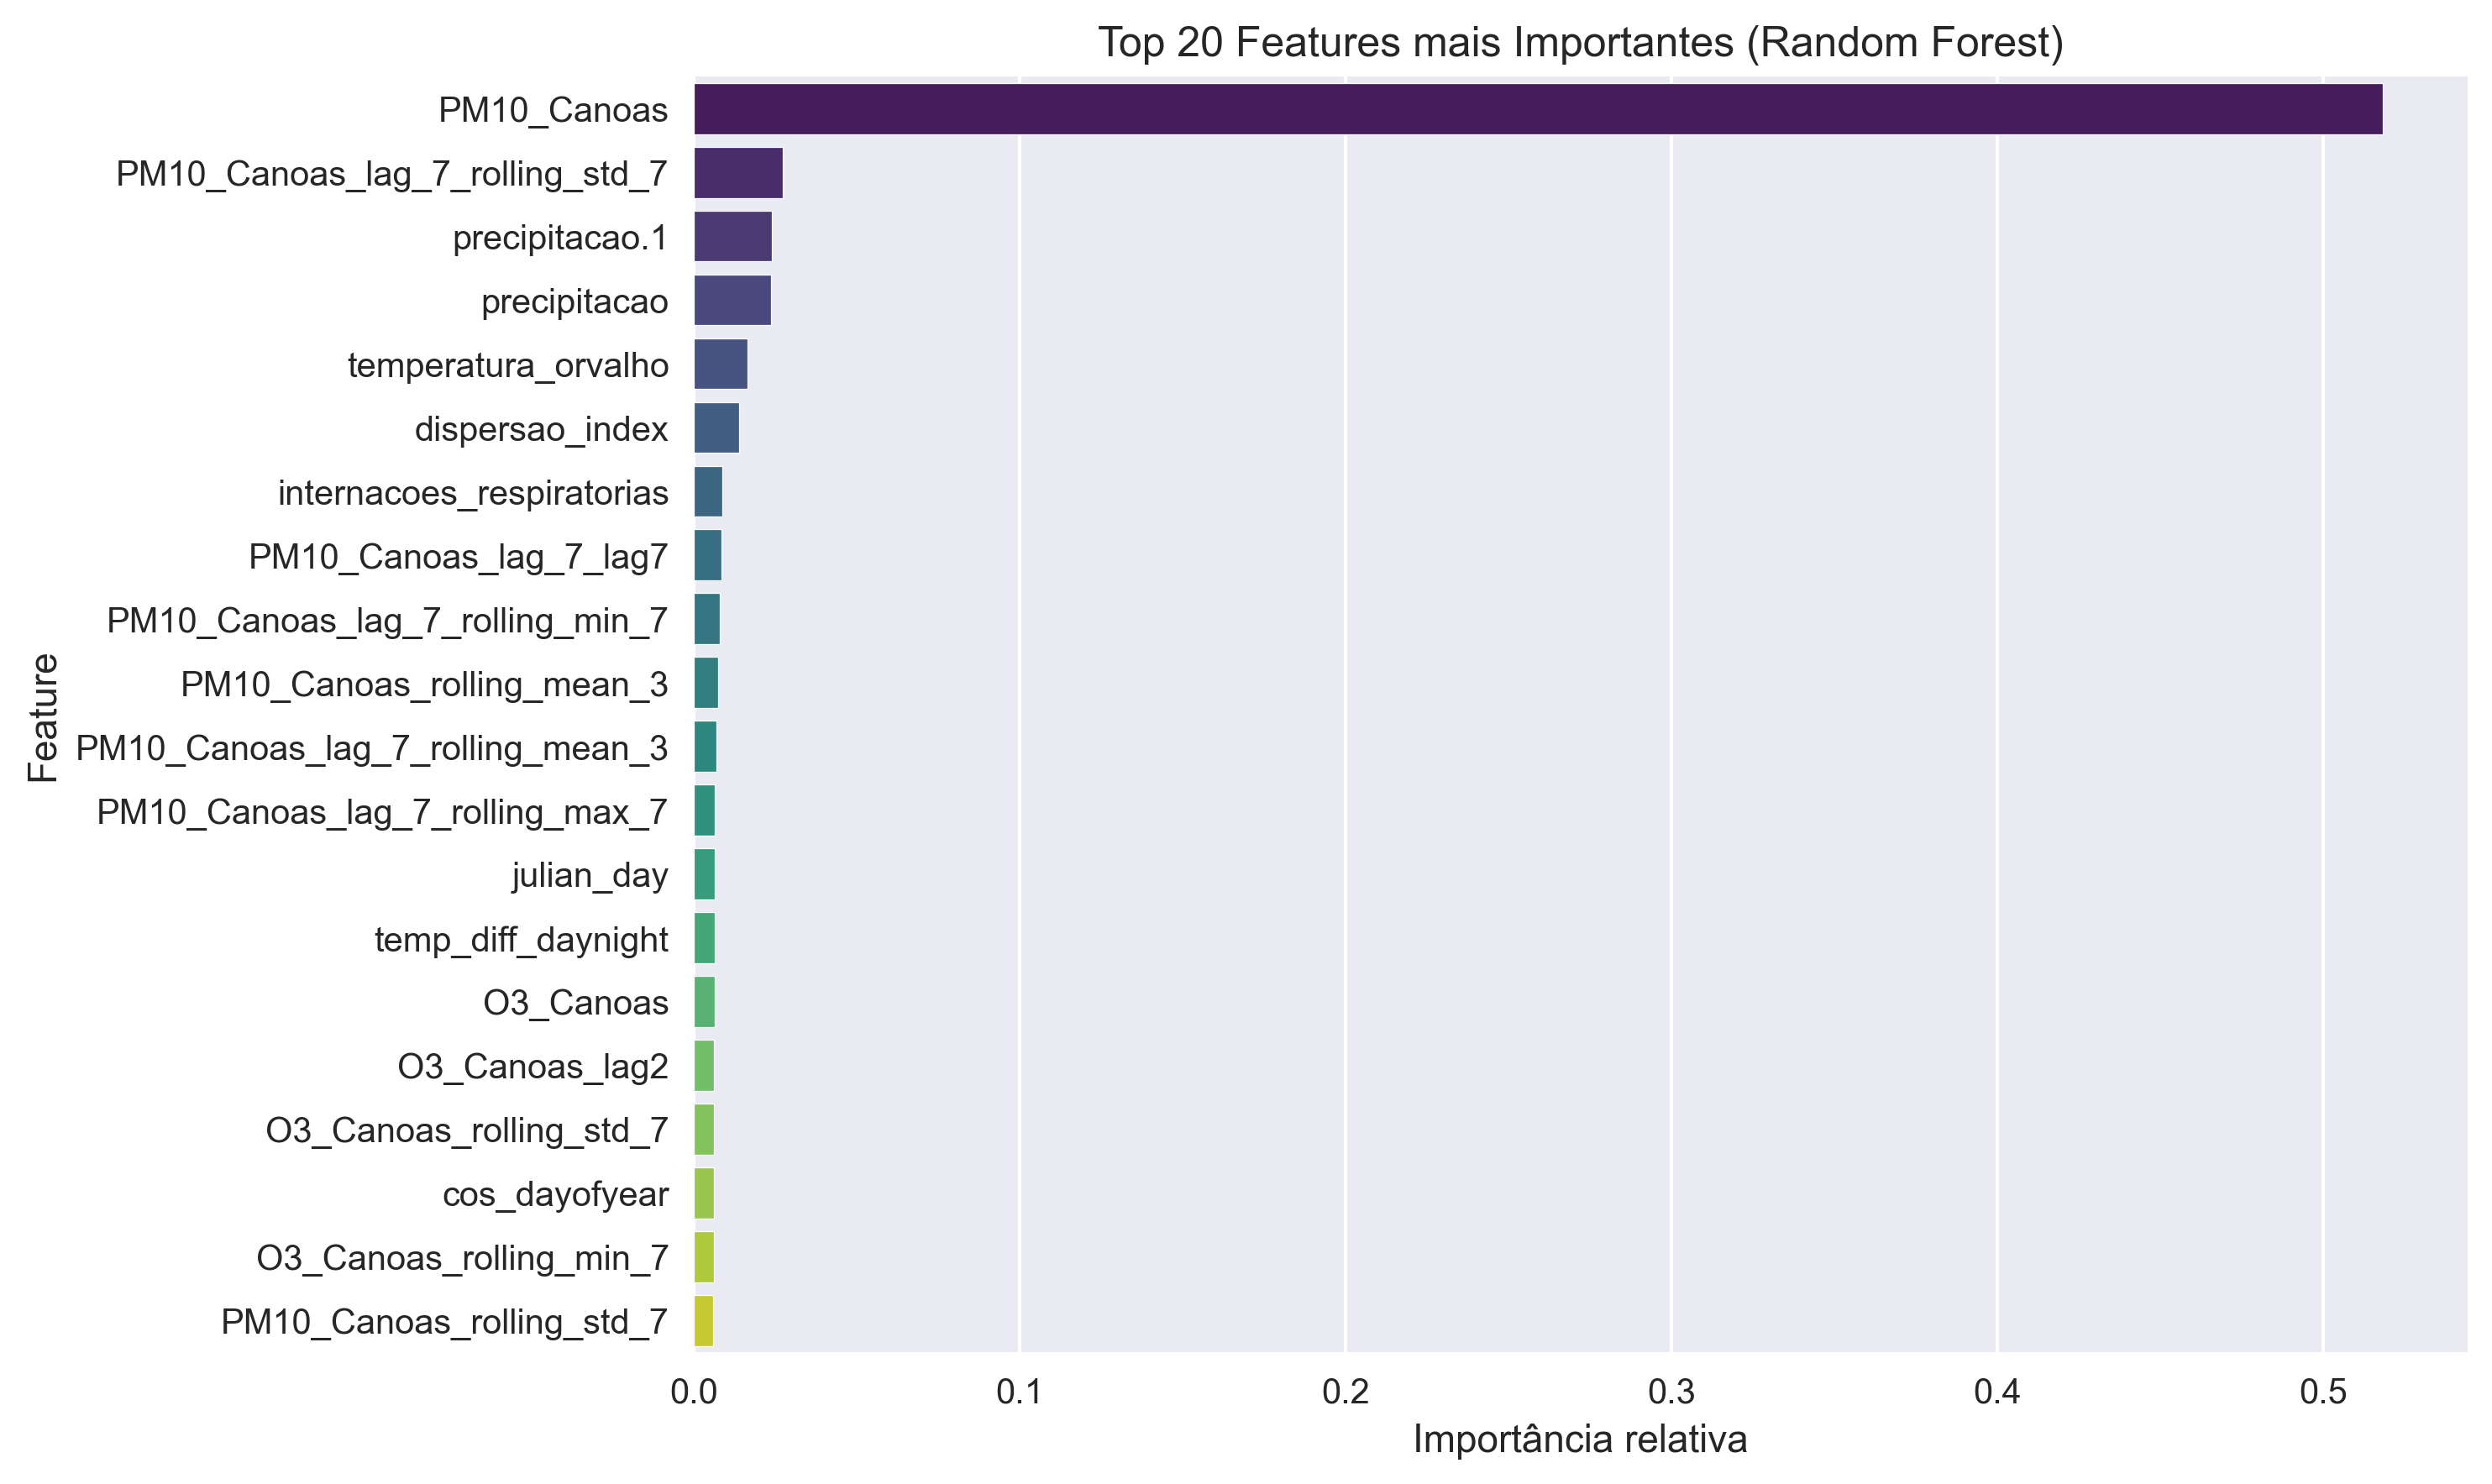 Top 20 Features mais Importantes (Random Forest)
PM10_Canoas
PM10_Canoas_lag_7_rolling_std_7
precipitacao.1
precipitacao
temperatura_orvalho
dispersao_index
internacoes_respiratorias
PM10_Canoas_lag_7_lag7
PM10_Canoas_lag_7_rolling_min_7
PM10_Canoas_rolling_mean_3
PM10_Canoas_lag_7_rolling_mean_3
PM10_Canoas_lag_7_rolling_max_7
julian_day
temp_diff_daynight
O3_Canoas
O3_Canoas_lag2
O3_Canoas_rolling_std_7
cos_dayofyear
O3_Canoas_rolling_min_7
PM10_Canoas_rolling_std_7
Feature
0.0 0.1 0.2 0.3 0.4 0.5
Importância relativa